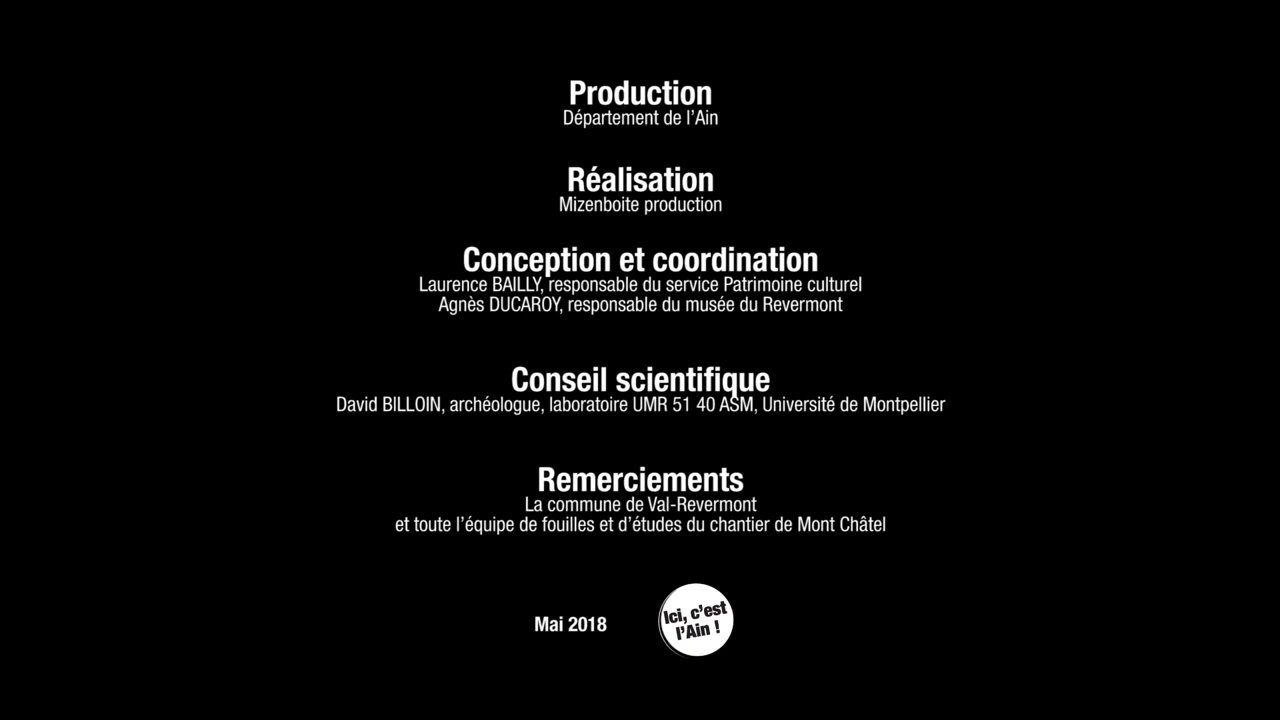 Production
Département de l'Ain
Réalisation
Mizenboite production
Conception et coordination
Laurence BAILLY, responsable du service Patrimoine culturel
Agnès DUCAROY, responsable du musée du Revermont
Conseil scientifique
David BILLOIN, archéologue, laboratoire UMR 51 40 ASM, Université de Montpellier
Remerciements
La commune de Val-Revermont
et toute l'équipe de fouilles et d'études du chantier de Mont Châtel
Mai 2018
Ici, c'est
l'Ain !